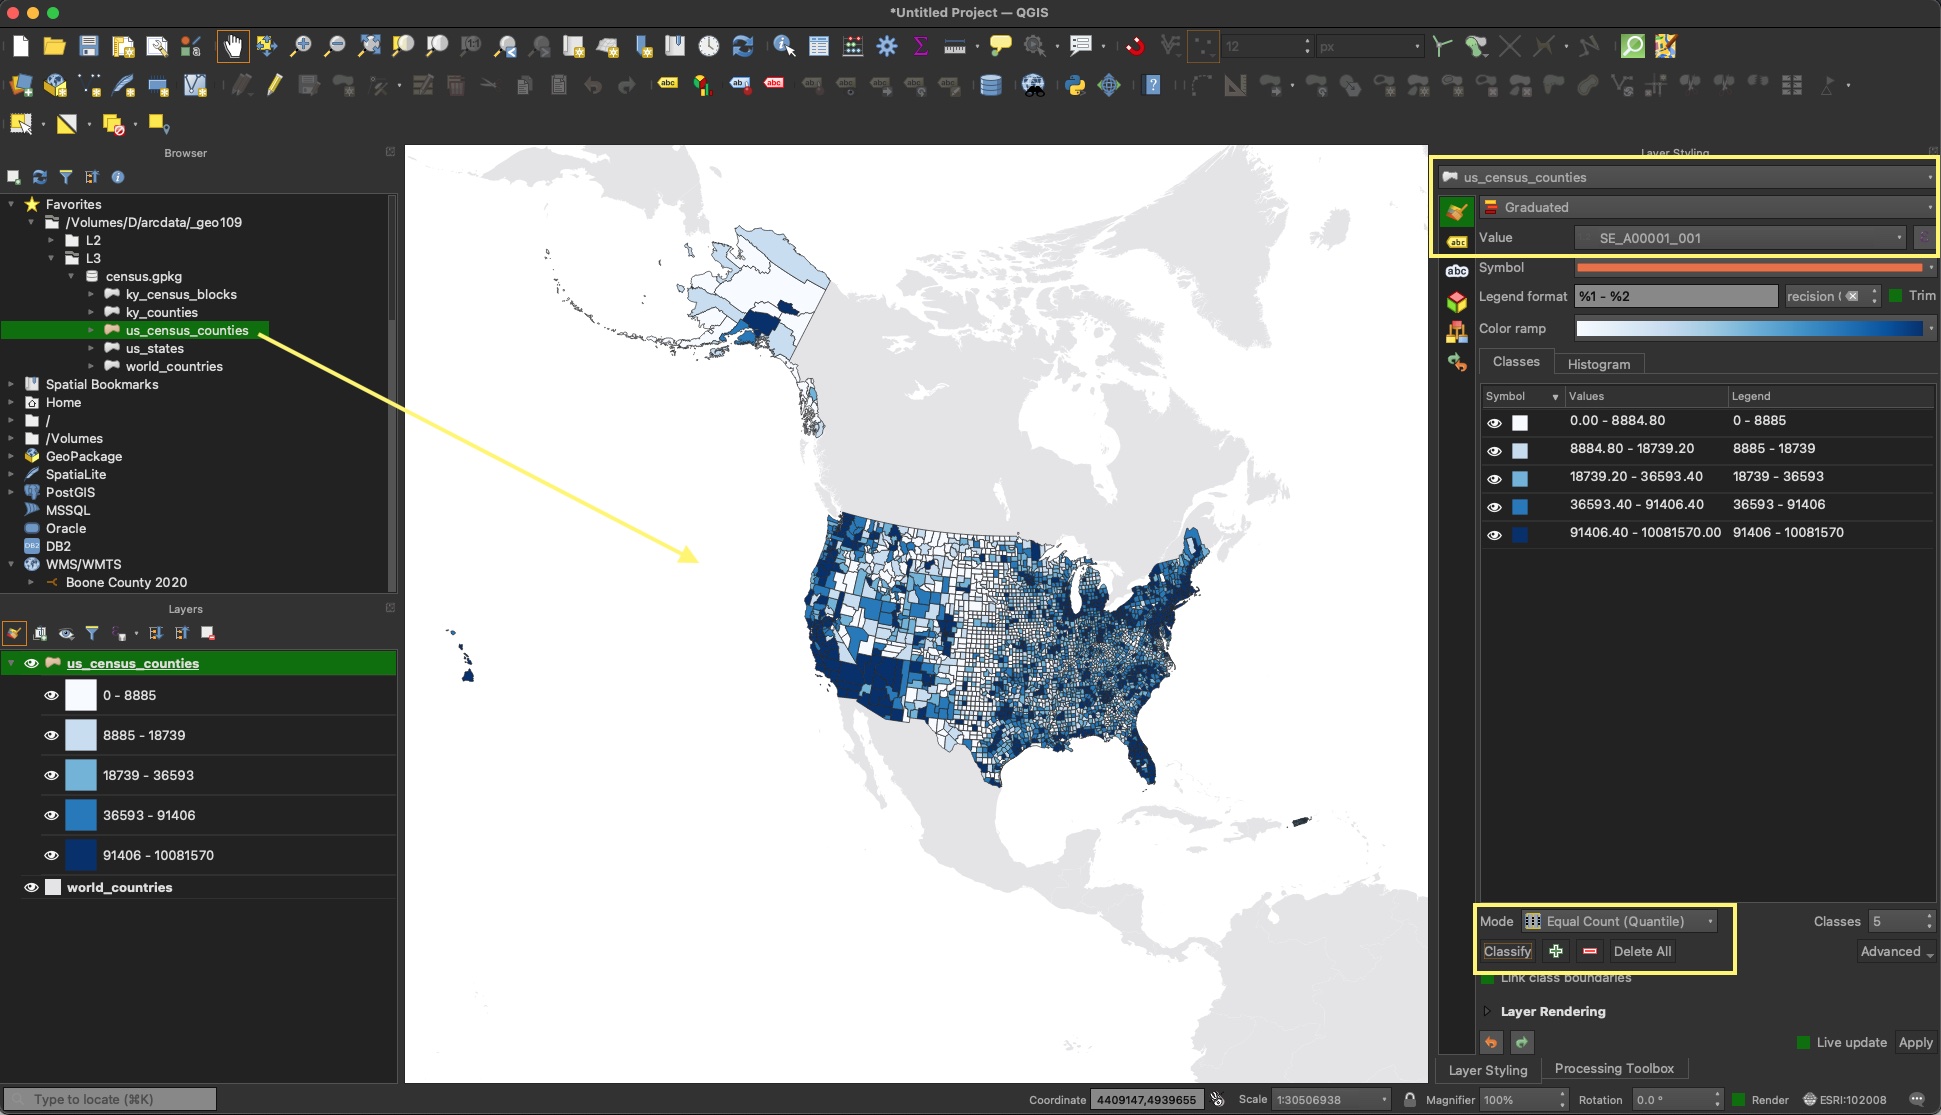 *Untitled Project — QGIS
12
px
Browser
Favorites
/Volumes/D/arcdata/_geo109
L2
L3
census.gpkg
ky_census_blocks
ky_counties
us_census_counties
us_states
world_countries
Spatial Bookmarks
Home
/
/Volumes
GeoPackage
SpatiaLite
PostGIS
MSSQL
Oracle
DB2
WMS/WMTS
Boone County 2020
Layers
us_census_counties
0 - 8885
8885 - 18739
18739 - 36593
36593 - 91406
91406 - 10081570
world_countries
Layer Styling
us_census_counties
Graduated
Value SE_A00001_001
Symbol
Legend format %1 - %2 recision ( Trim
Color ramp
Classes Histogram
Symbol Values Legend
0.00 - 8884.80 0 - 8885
8884.80 - 18739.20 8885 - 18739
18739.20 - 36593.40 18739 - 36593
36593.40 - 91406.40 36593 - 91406
91406.40 - 10081570.00 91406 - 10081570
Mode Equal Count (Quantile) Classes 5
Classify Delete All Advanced
Link class boundaries
Layer Rendering
Live update Apply
Layer Styling Processing Toolbox
Type to locate (⌘K) Coordinate 4409147,4939655 Scale 1:30506938 Magnifier 100% Rotation 0.0 ° Render ESRI:102008